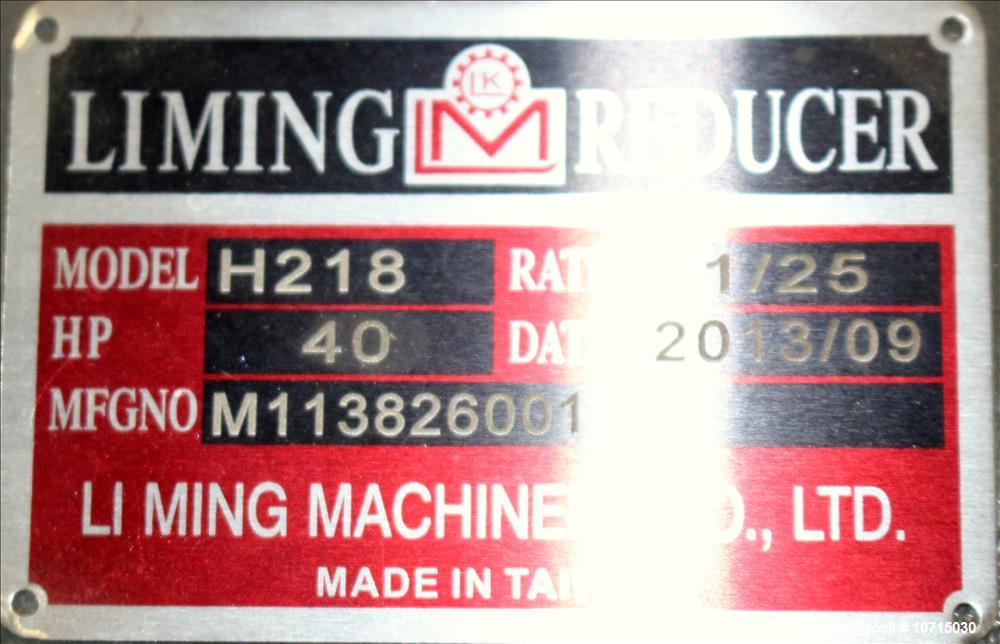 LIMING LK M REDUCER
MODEL H218 RAT 1/25
HP 40 DAT 2013/09
MFGNO M113826001
LI MING MACHINE O., LTD.
MADE IN TAI
Stock# 10715030